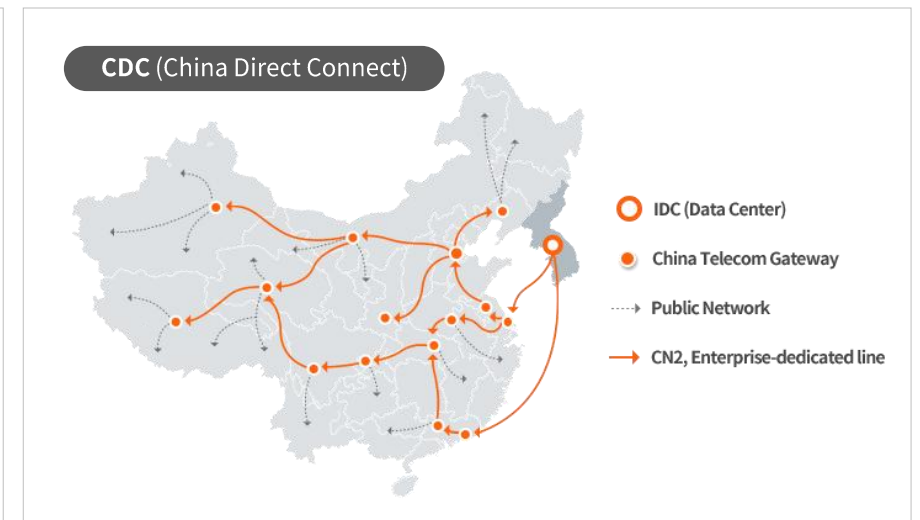 CDC (China Direct Connect)
IDC (Data Center)
China Telecom Gateway
Public Network
CN2, Enterprise-dedicated line